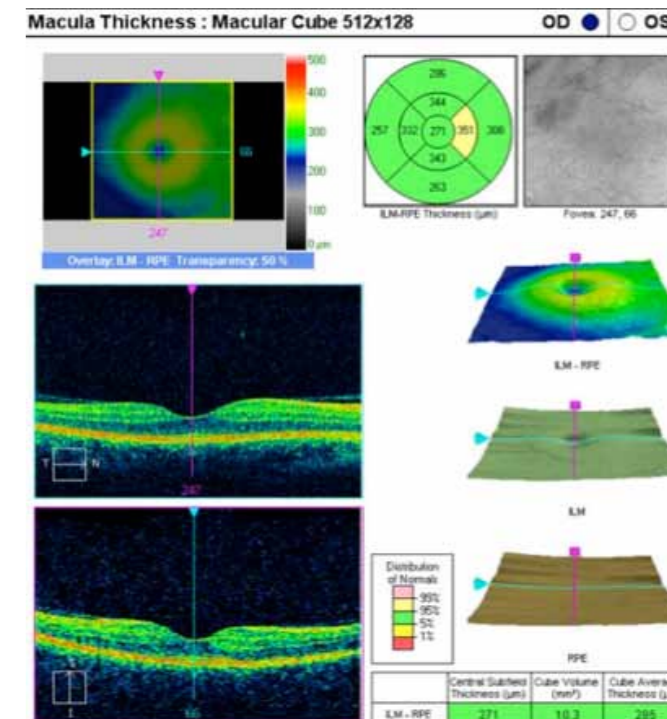 Macula Thickness : Macular Cube 512x128 OD OS
500
400
300
200
100
0 µm
66
247
Overlay: ILM - RPE Transparency: 50 %
286
344
257 332 271 351 308
343
263
ILM-RPE Thickness (µm)
Fovea: 247, 66
ILM - RPE
T N
247
ILM
Distribution
of Normals
99%
95%
5%
1%
RPE
S
I
66
Central Subfield Thickness (µm)
Cube Volume (mm³)
Cube Avera
Thickness (µ
ILM - RPE 271 10.3 285